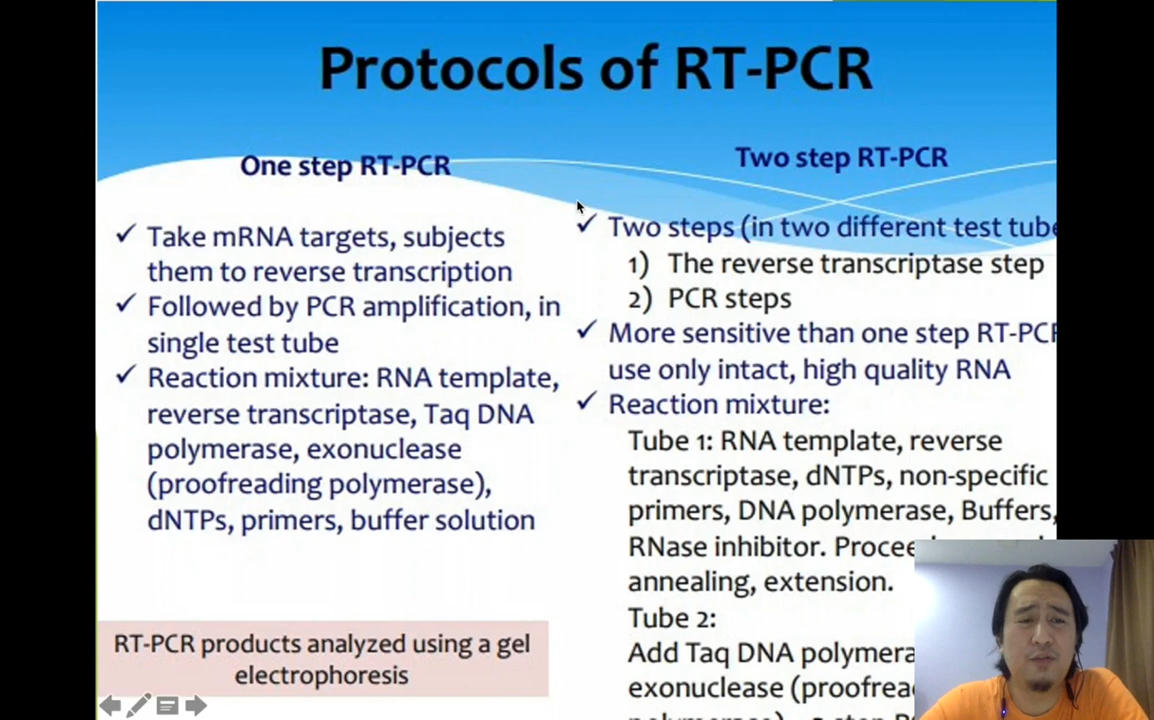 Protocols of RT-PCR
One step RT-PCR
✓ Take mRNA targets, subjects
them to reverse transcription
✓ Followed by PCR amplification, in
single test tube
✓ Reaction mixture: RNA template,
reverse transcriptase, Taq DNA
polymerase, exonuclease
(proofreading polymerase),
dNTPs, primers, buffer solution
RT-PCR products analyzed using a gel
electrophoresis
Two step RT-PCR
✓ Two steps (in two different test
1) The reverse transcriptase step
2) PCR steps
✓ More sensitive than one step
use only intact, high quality RNA
✓ Reaction mixture:
Tube 1: RNA template, reverse
transcriptase, dNTPs, non-specific
primers, DNA polymerase, Buffers,
RNase inhibitor.
annealing, extension.
Tube 2:
Add Taq DNA
exonuclease